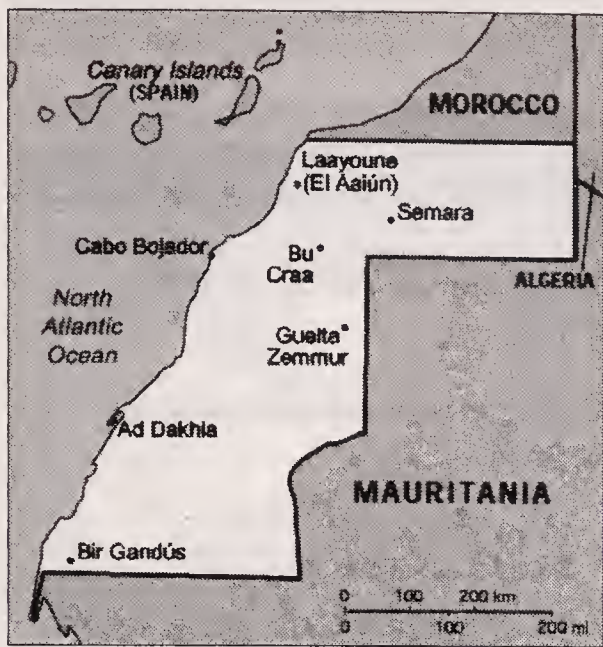 Canary Islands
(SPAIN)
MOROCCO
Laayoune
(El Aaiún)
Semara
Cabo Bojador
Bu
Craa
ALGERIA
North
Atlantic
Ocean
Guelta
Zemmur
Ad Dakhla
MAURITANIA
Bir Gandús
0 100 200 km
0 100 200 mi